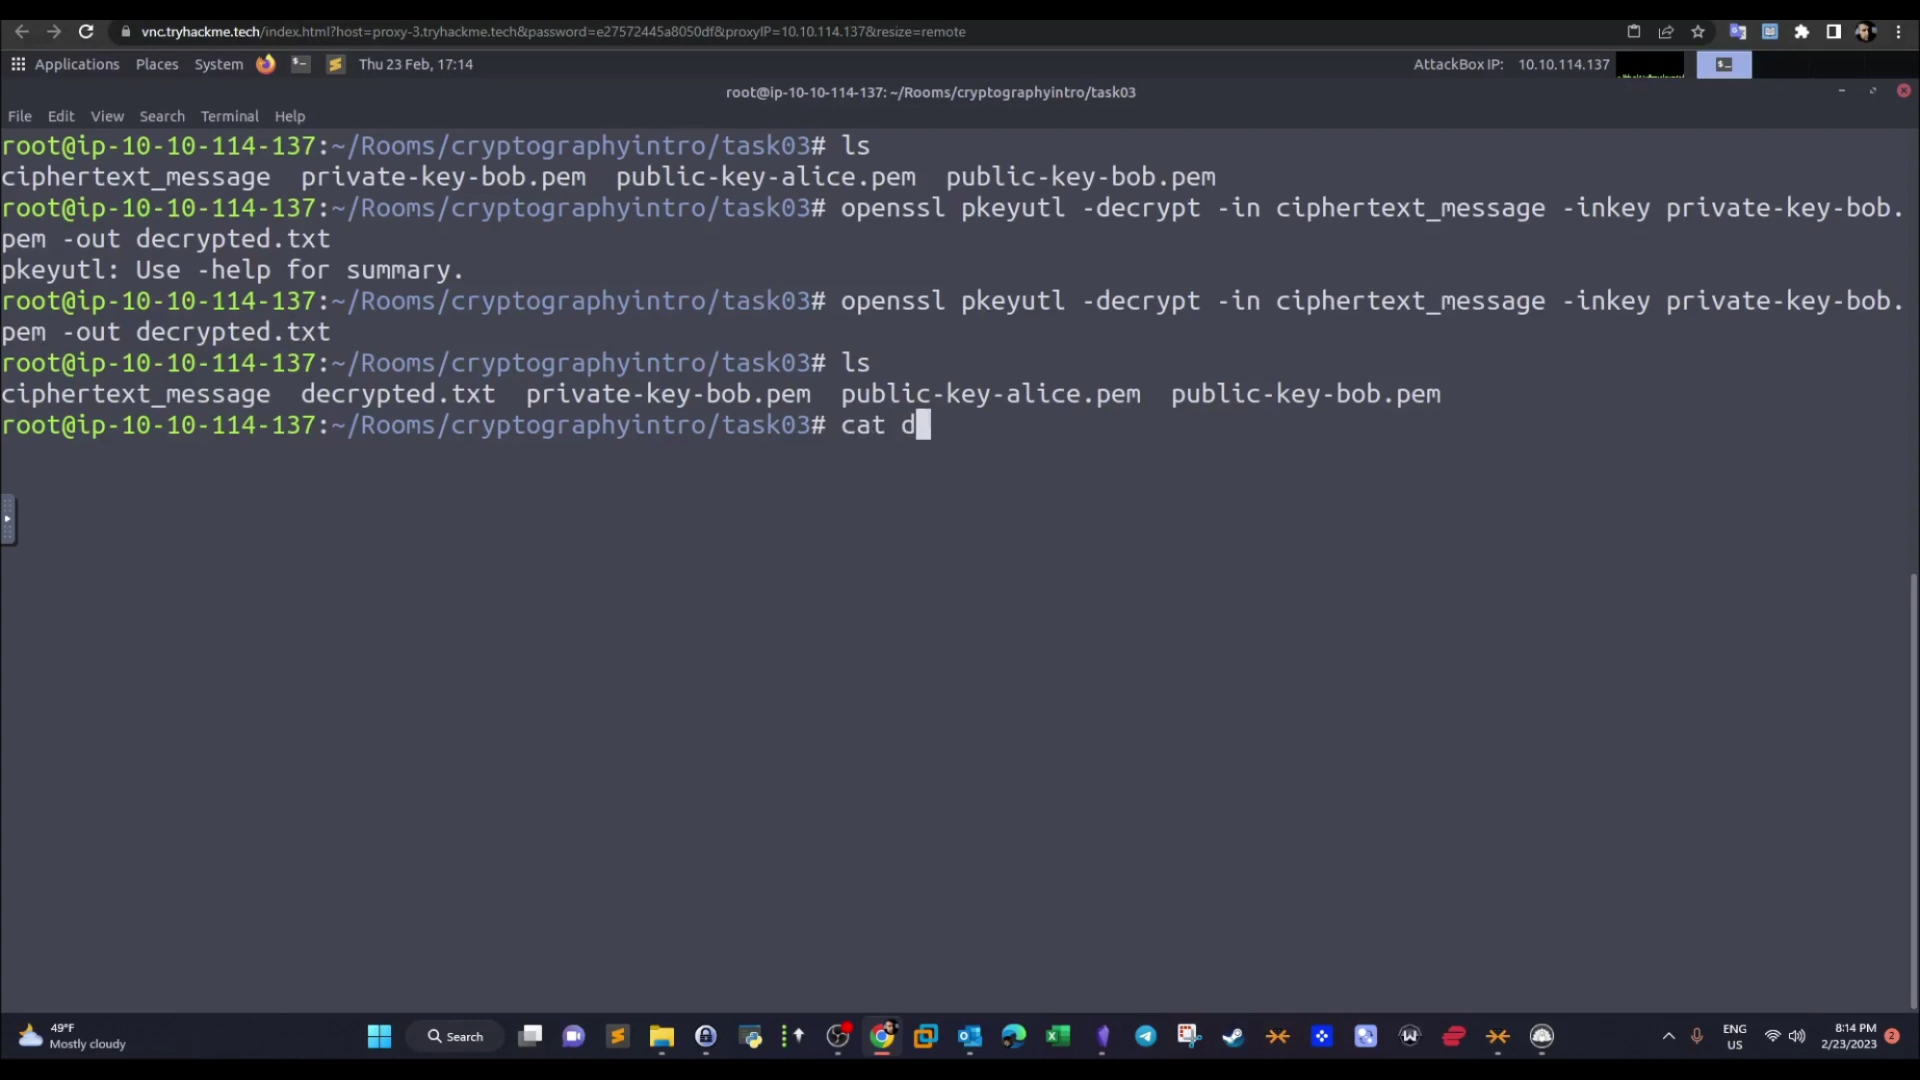 vnc.tryhackme.tech/index.html?host=proxy-3.tryhackme.tech&password=e27572445a8050df&proxyIP=10.10.114.137&resize=remote
Applications Places System Thu 23 Feb, 17:14 AttackBox IP: 10.10.114.137
root@ip-10-10-114-137: ~/Rooms/cryptographyintro/task03
File Edit View Search Terminal Help
root@ip-10-10-114-137:~/Rooms/cryptographyintro/task03# ls
ciphertext_message private-key-bob.pem public-key-alice.pem public-key-bob.pem
root@ip-10-10-114-137:~/Rooms/cryptographyintro/task03# openssl pkeyutl -decrypt -in ciphertext_message -inkey private-key-bob.
pem -out decrypted.txt
pkeyutl: Use -help for summary.
root@ip-10-10-114-137:~/Rooms/cryptographyintro/task03# openssl pkeyutl -decrypt -in ciphertext_message -inkey private-key-bob.
pem -out decrypted.txt
root@ip-10-10-114-137:~/Rooms/cryptographyintro/task03# ls
ciphertext_message decrypted.txt private-key-bob.pem public-key-alice.pem public-key-bob.pem
root@ip-10-10-114-137:~/Rooms/cryptographyintro/task03# cat d
49°F
Mostly cloudy
Search
ENG
US
8:14 PM
2/23/2023
2